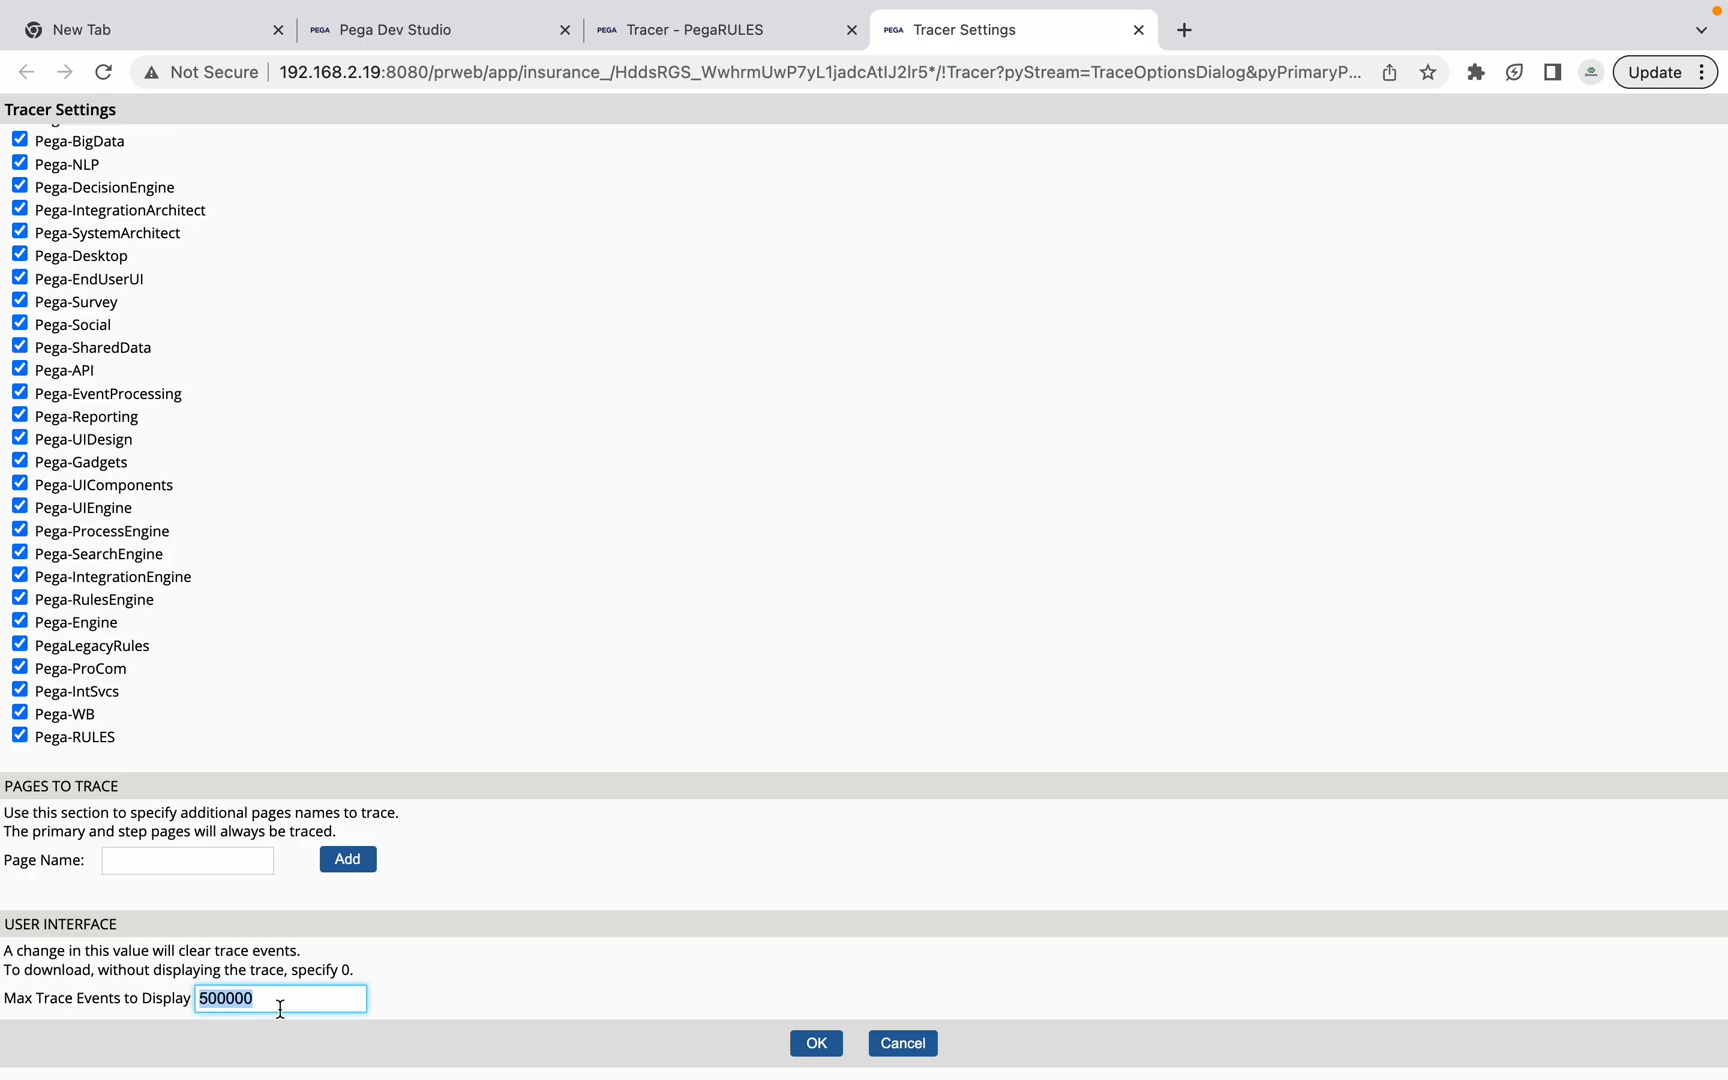 New Tab
PEGA Pega Dev Studio
PEGA Tracer - PegaRULES
PEGA Tracer Settings
Not Secure
192.168.2.19:8080/prweb/app/insurance_/HddsRGS_WwhrmUwP7yL1jadcAtIJ2Ir5*/!Tracer?pyStream=TraceOptionsDialog&pyPrimaryP...
Update
Tracer Settings
Pega-BigData
Pega-NLP
Pega-DecisionEngine
Pega-IntegrationArchitect
Pega-SystemArchitect
Pega-Desktop
Pega-EndUserUI
Pega-Survey
Pega-Social
Pega-SharedData
Pega-API
Pega-EventProcessing
Pega-Reporting
Pega-UIDesign
Pega-Gadgets
Pega-UIComponents
Pega-UIEngine
Pega-ProcessEngine
Pega-SearchEngine
Pega-IntegrationEngine
Pega-RulesEngine
Pega-Engine
PegaLegacyRules
Pega-ProCom
Pega-IntSvcs
Pega-WB
Pega-RULES
PAGES TO TRACE
Use this section to specify additional pages names to trace.
The primary and step pages will always be traced.
Page Name:
Add
USER INTERFACE
A change in this value will clear trace events.
To download, without displaying the trace, specify 0.
Max Trace Events to Display 500000
OK
Cancel